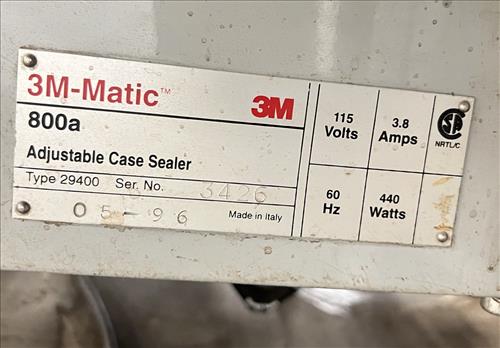 3M-Matic™
3M
800a
Adjustable Case Sealer
Type 29400 Ser. No. 3426
05-96 Made in Italy
115 Volts
3.8 Amps
NRTL/C
60 Hz
440 Watts